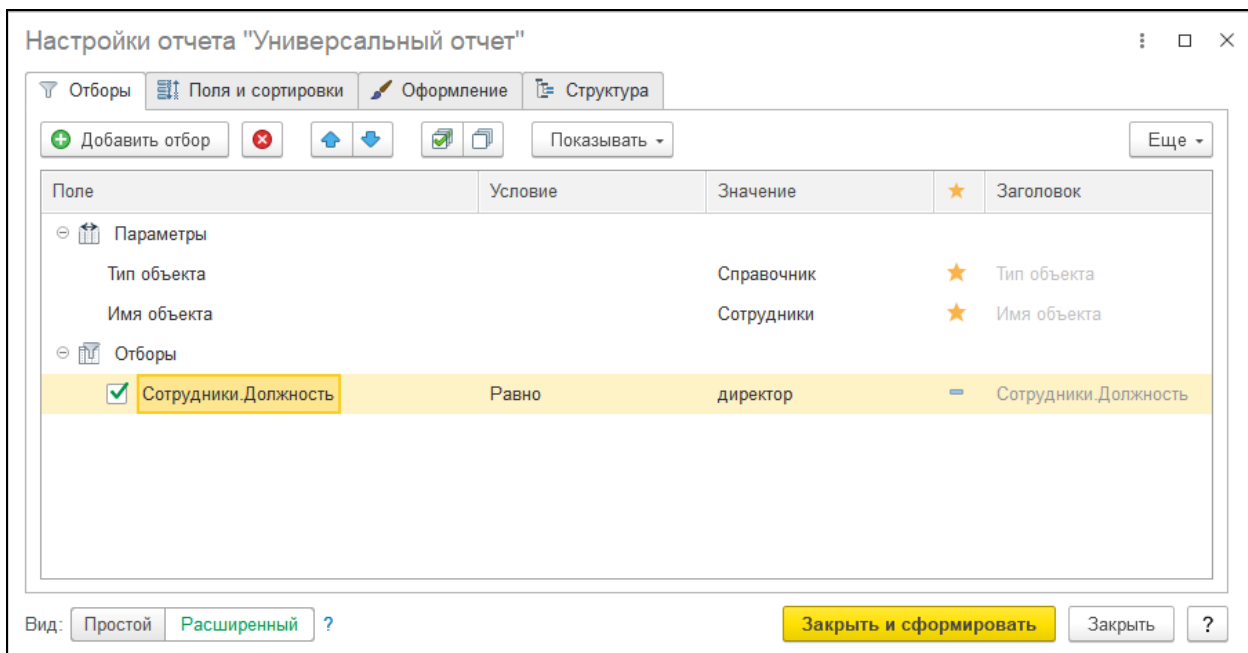 Настройки отчета "Универсальный отчет"
Отборы Поля и сортировки Оформление Структура
Добавить отбор Показывать Еще
Поле Условие Значение Заголовок
Параметры
Тип объекта Справочник Тип объекта
Имя объекта Сотрудники Имя объекта
Отборы
Сотрудники.Должность Равно директор Сотрудники.Должность
Вид: Простой Расширенный ? Закрыть и сформировать Закрыть ?